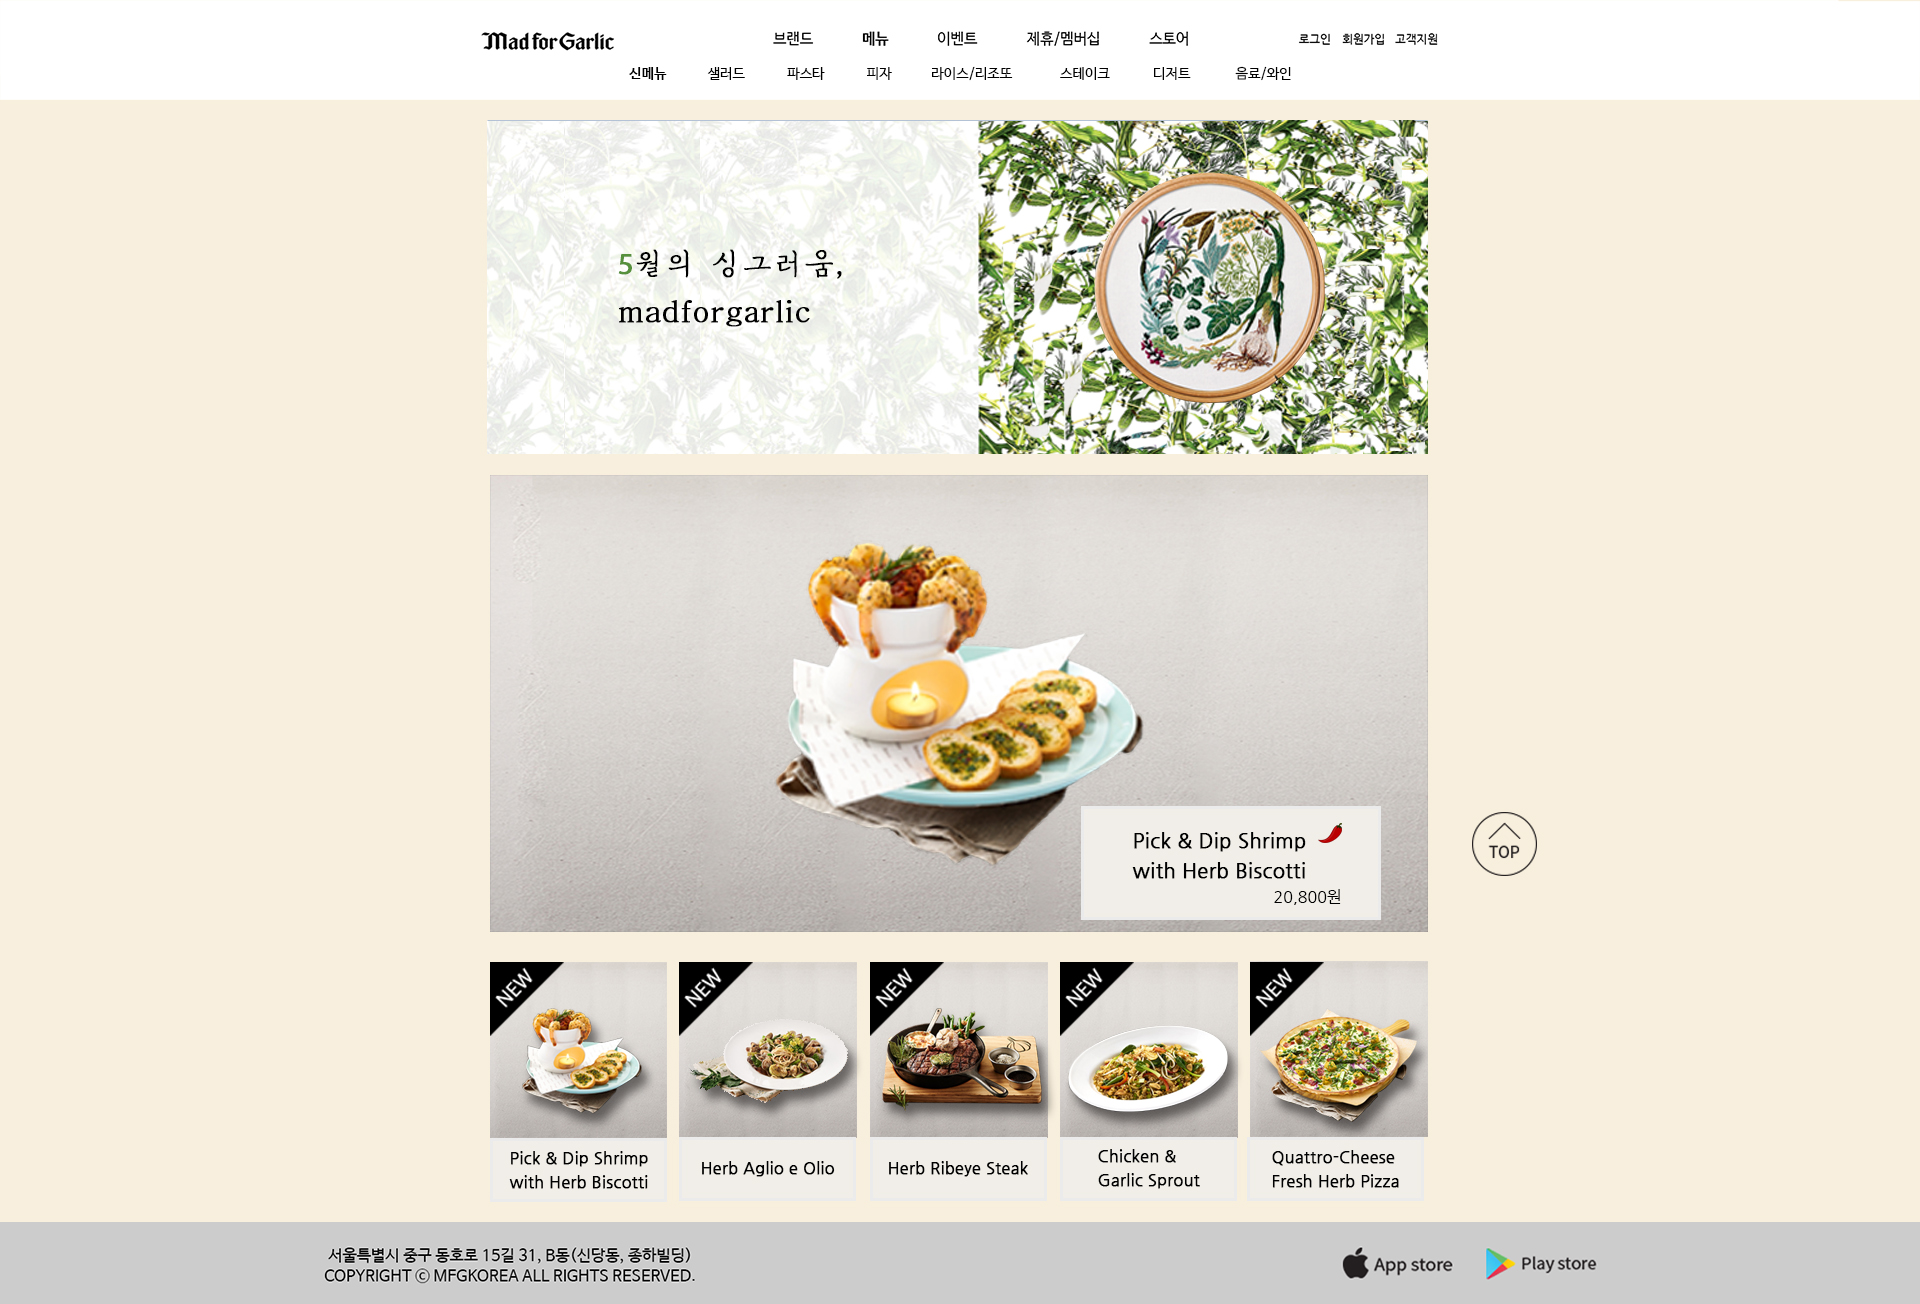 Mad for Garlic
브랜드 메뉴 이벤트 제휴/멤버십 스토어
로그인 회원가입 고객지원
신메뉴 샐러드 파스타 피자 라이스/리조또 스테이크 디저트 음료/와인
5월의 싱그러움,
madforgarlic
Pick & Dip Shrimp
with Herb Biscotti
20,800원
TOP
NEW
Pick & Dip Shrimp
with Herb Biscotti
NEW
Herb Aglio e Olio
NEW
Herb Ribeye Steak
NEW
Chicken &
Garlic Sprout
NEW
Quattro-Cheese
Fresh Herb Pizza
서울특별시 중구 동호로 15길 31, B동(신당동, 종하빌딩)
COPYRIGHT ⓒ MFGKOREA ALL RIGHTS RESERVED.
App store
Play store